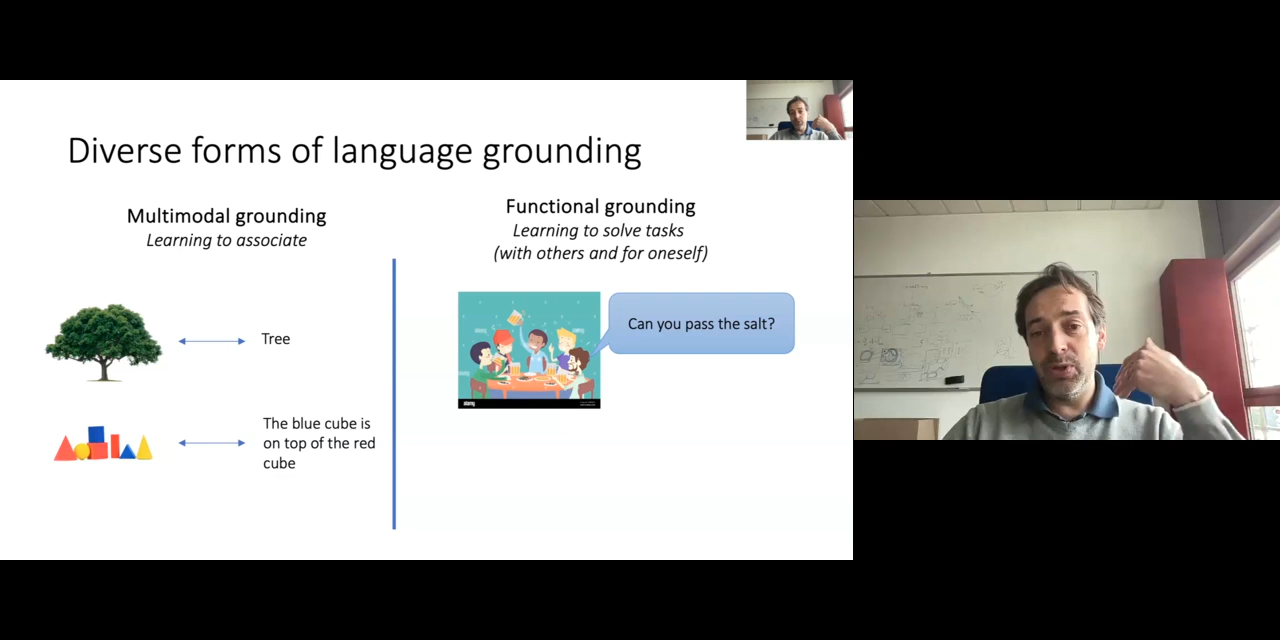 Diverse forms of language grounding
Multimodal grounding
Learning to associate
Tree
The blue cube is
on top of the red
cube
Functional grounding
Learning to solve tasks
(with others and for oneself)
Can you pass the salt?
alamy